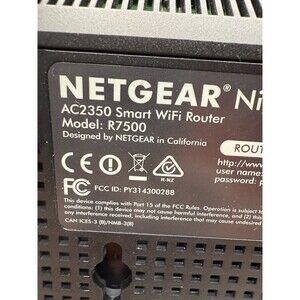 NETGEAR® Ni
AC2350 Smart WiFi Router
Model: R7500
Designed by NETGEAR in California
ROUT
http://www
user name:
password: p
CE
R-NZ
FC FCC ID: PY314300288
This device complies with Part 15 of the FCC Rules. Operation is subject to
conditions: (1) this device may not cause harmful interference, and (2) this
any interference received, including interference that may cause undesired
CAN ICES-3 (B)/NMB-3(B)